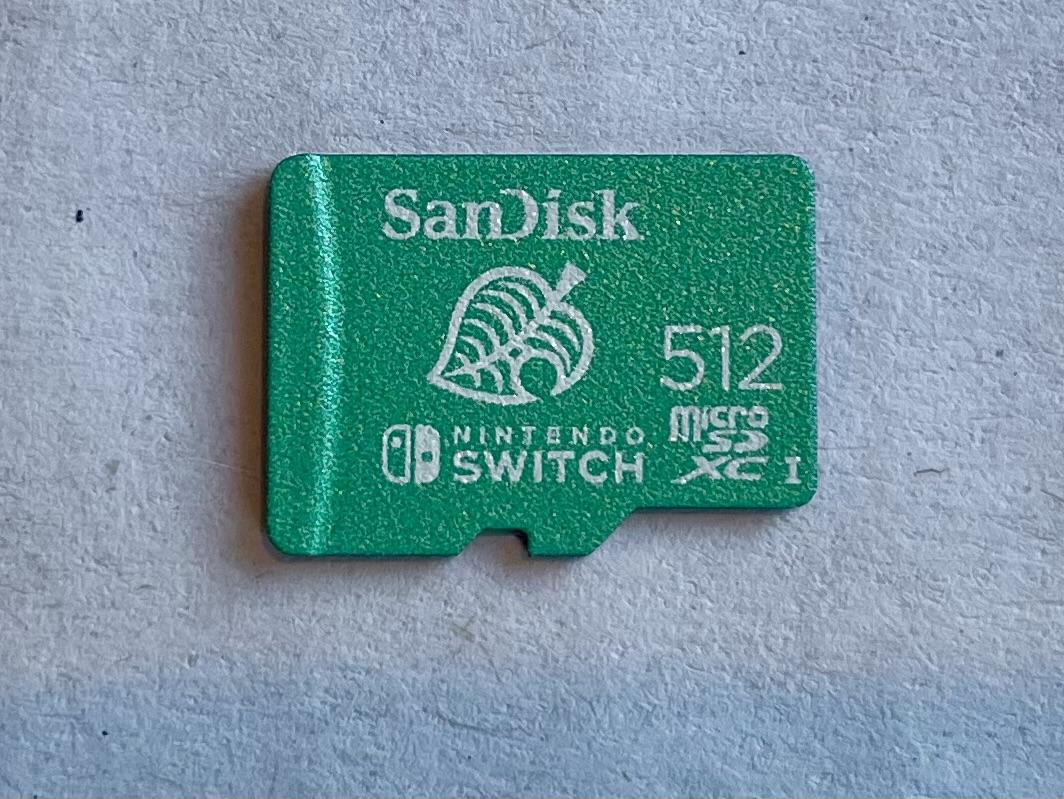 SanDisk
512
NINTENDO
SWITCH
micro
SD
XC I